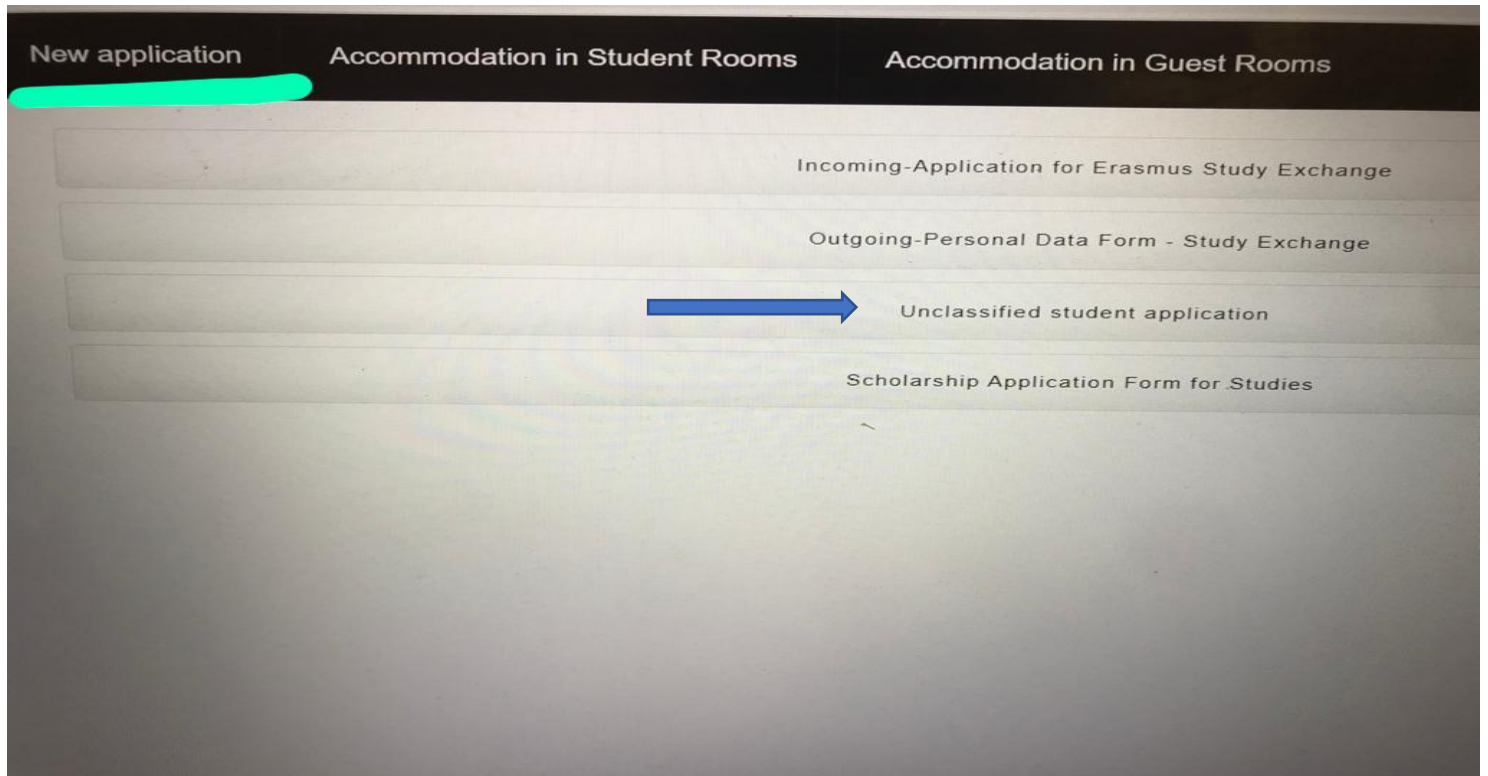 New application
Accommodation in Student Rooms
Accommodation in Guest Rooms
Incoming-Application for Erasmus Study Exchange
Outgoing-Personal Data Form - Study Exchange
Unclassified student application
Scholarship Application Form for Studies